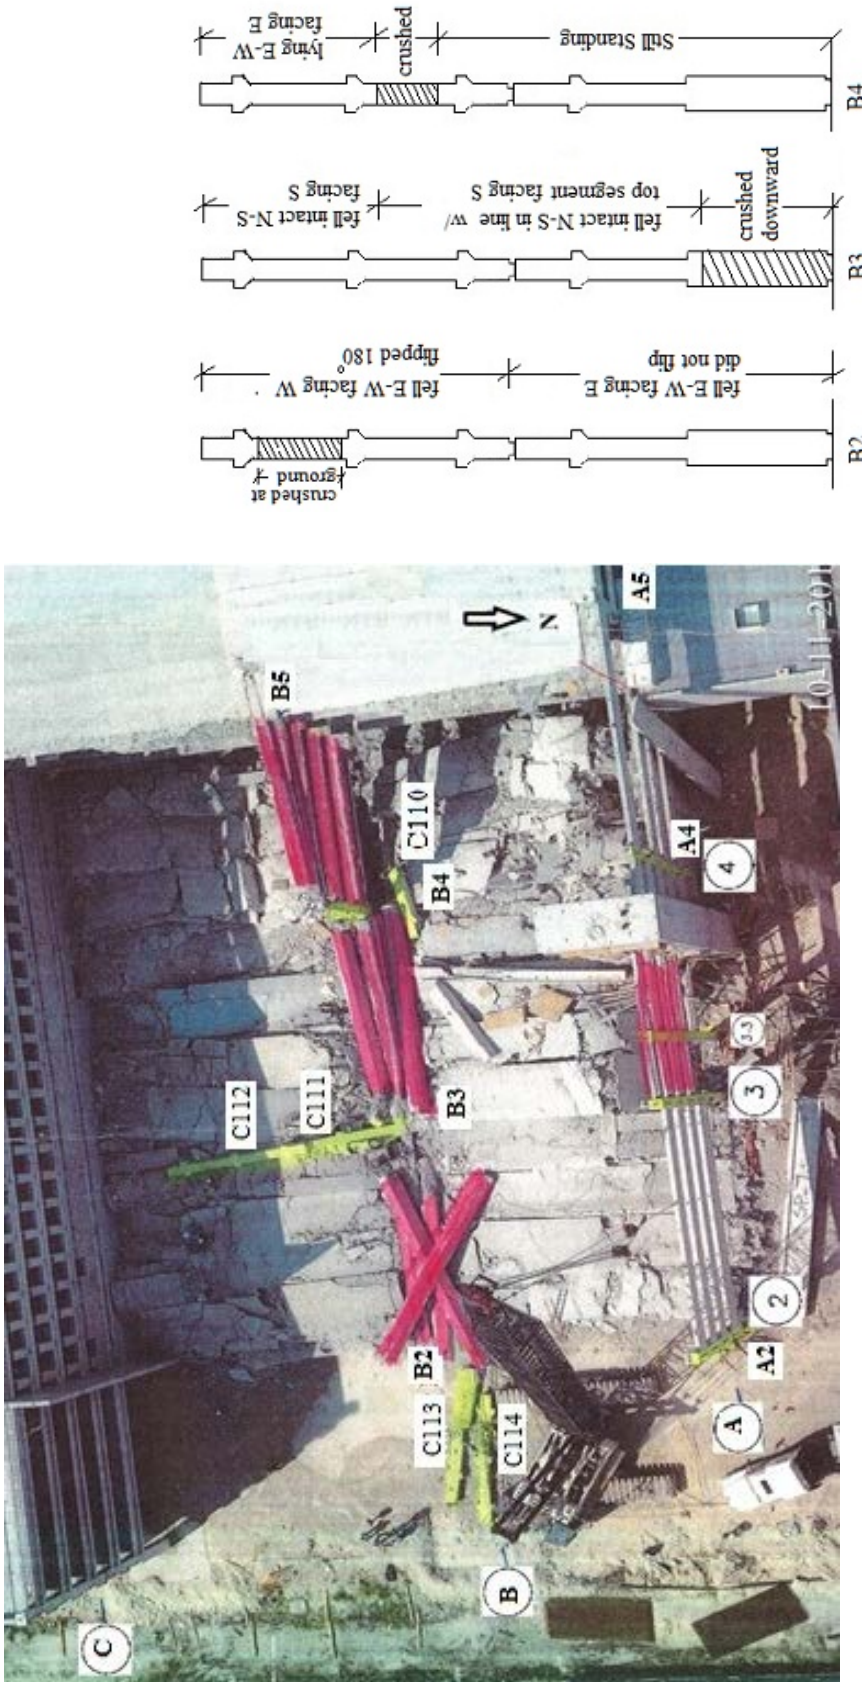 C
C112
C111
B5
N
A5
C110
B4
B3
B2
C113
C114
B
A4
4
3.3
3
2
A2
A
10-11-201
crushed at
ground
fell E-W facing W
flipped 180°
fell E-W facing E
did not flip
B2
fell intact N-S
facing S
fell intact N-S in line w/
top segment facing S
crushed
downward
B3
lying E-W
facing E
crushed
Still Standing
B4